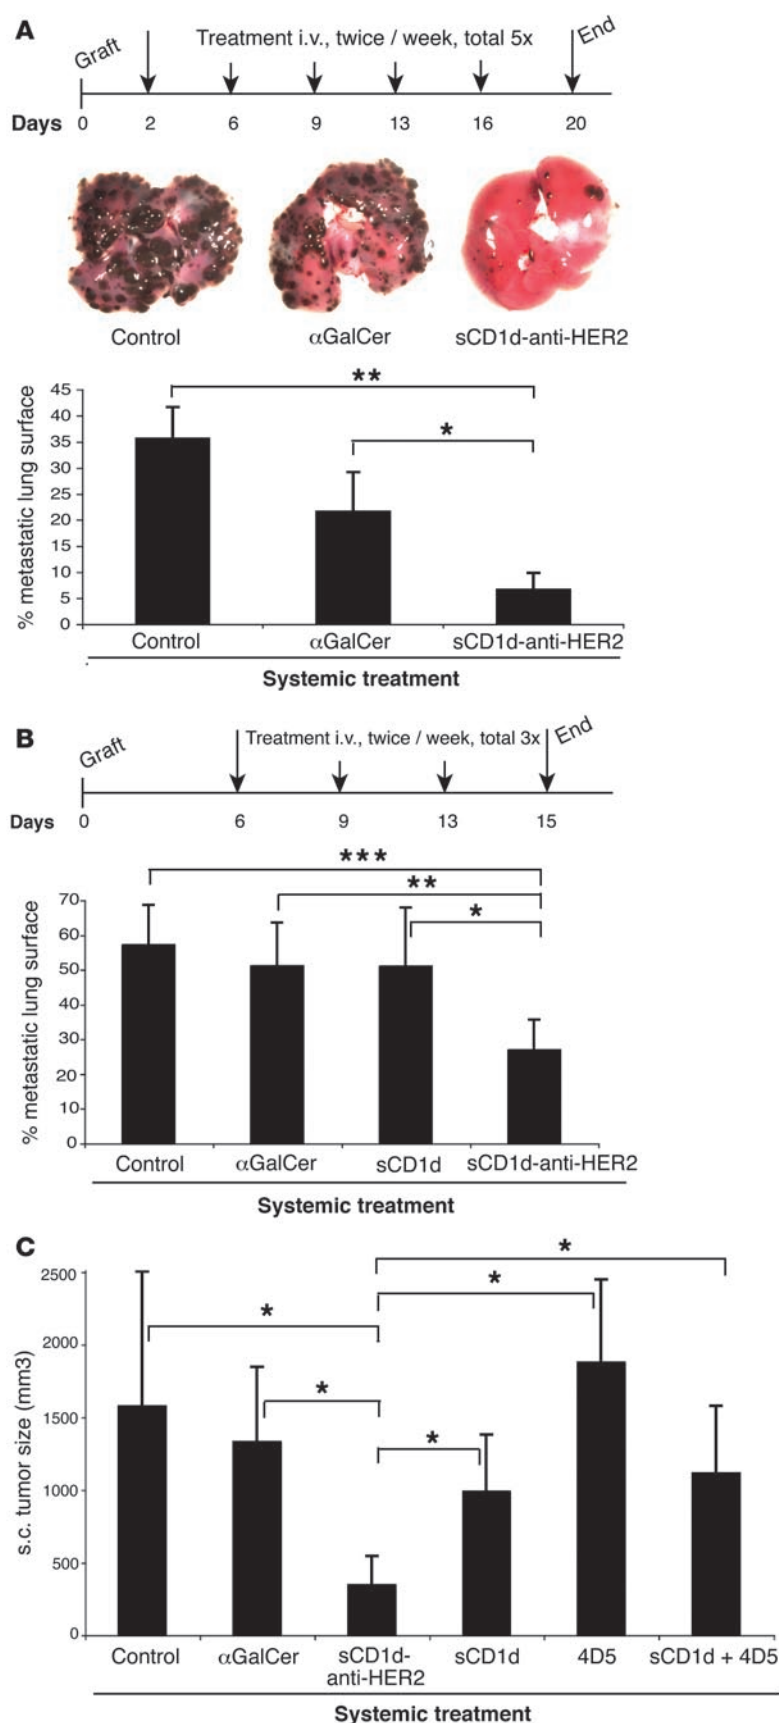 A
Graft
Treatment i.v., twice / week, total 5x
End
Days
0 2 6 9 13 16 20
Control αGalCer sCD1d-anti-HER2
% metastatic lung surface
**
*
45
40
35
30
25
20
15
10
5
0
Control αGalCer sCD1d-anti-HER2
Systemic treatment
B
Graft
Treatment i.v., twice / week, total 3x
End
Days
0 6 9 13 15
% metastatic lung surface
***
**
*
70
60
50
40
30
20
10
0
Control αGalCer sCD1d sCD1d-anti-HER2
Systemic treatment
C
s.c. tumor size (mm3)
*
*
*
*
*
2500
2000
1500
1000
500
0
Control αGalCer sCD1d- sCD1d 4D5 sCD1d + 4D5
anti-HER2
Systemic treatment